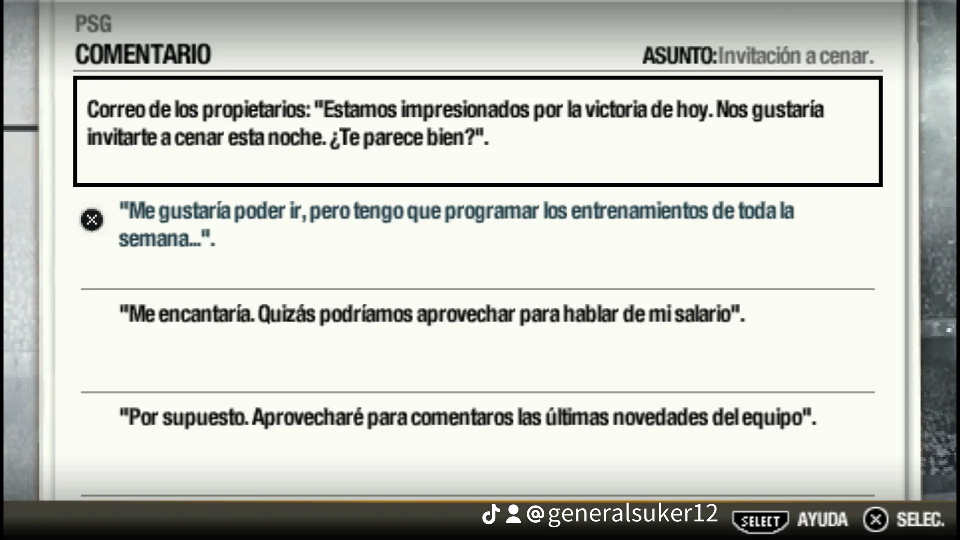 PSG
COMENTARIO
ASUNTO: Invitación a cenar.
Correo de los propietarios: "Estamos impresionados por la victoria de hoy. Nos gustaría
invitarte a cenar esta noche. ¿Te parece bien?".
"Me gustaría poder ir, pero tengo que programar los entrenamientos de toda la
semana...".
"Me encantaría. Quizás podríamos aprovechar para hablar de mi salario".
"Por supuesto. Aprovecharé para comentaros las últimas novedades del equipo".
@generalsuker12
SELECT AYUDA X SELEC.